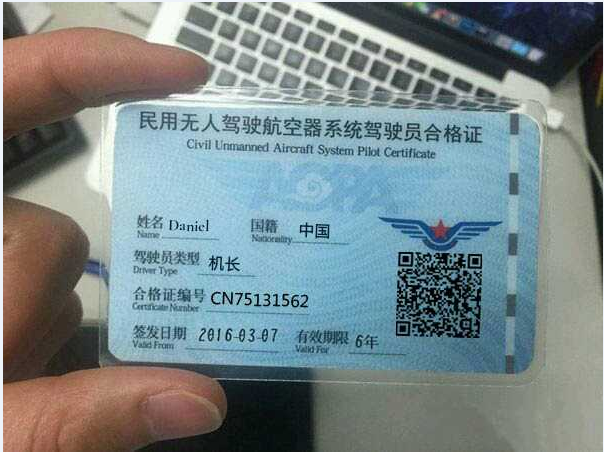 民用无人驾驶航空器系统驾驶员合格证
Civil Unmanned Aircraft System Pilot Certificate
AOPA
姓名 Daniel 国籍 中国
Name Nationality
驾驶员类型 机长
Driver Type
合格证编号 CN75131562
Certificate Number
签发日期 2016-03-07 有效期限 6年
Valid From Valid For